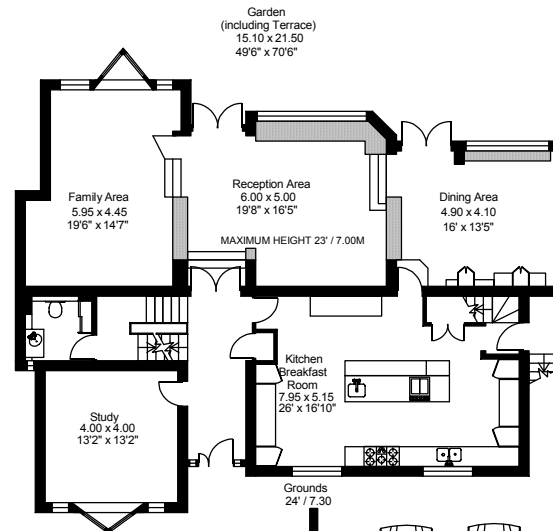 Garden
(including Terrace)
15.10 x 21.50
49'6" x 70'6"
Family Area
5.95 x 4.45
19'6" x 14'7"
Reception Area
6.00 x 5.00
19'8" x 16'5"
MAXIMUM HEIGHT 23' / 7.00M
Dining Area
4.90 x 4.10
16' x 13'5"
Kitchen
Breakfast
Room
7.95 x 5.15
26' x 16'10"
Study
4.00 x 4.00
13'2" x 13'2"
Grounds
24' / 7.30